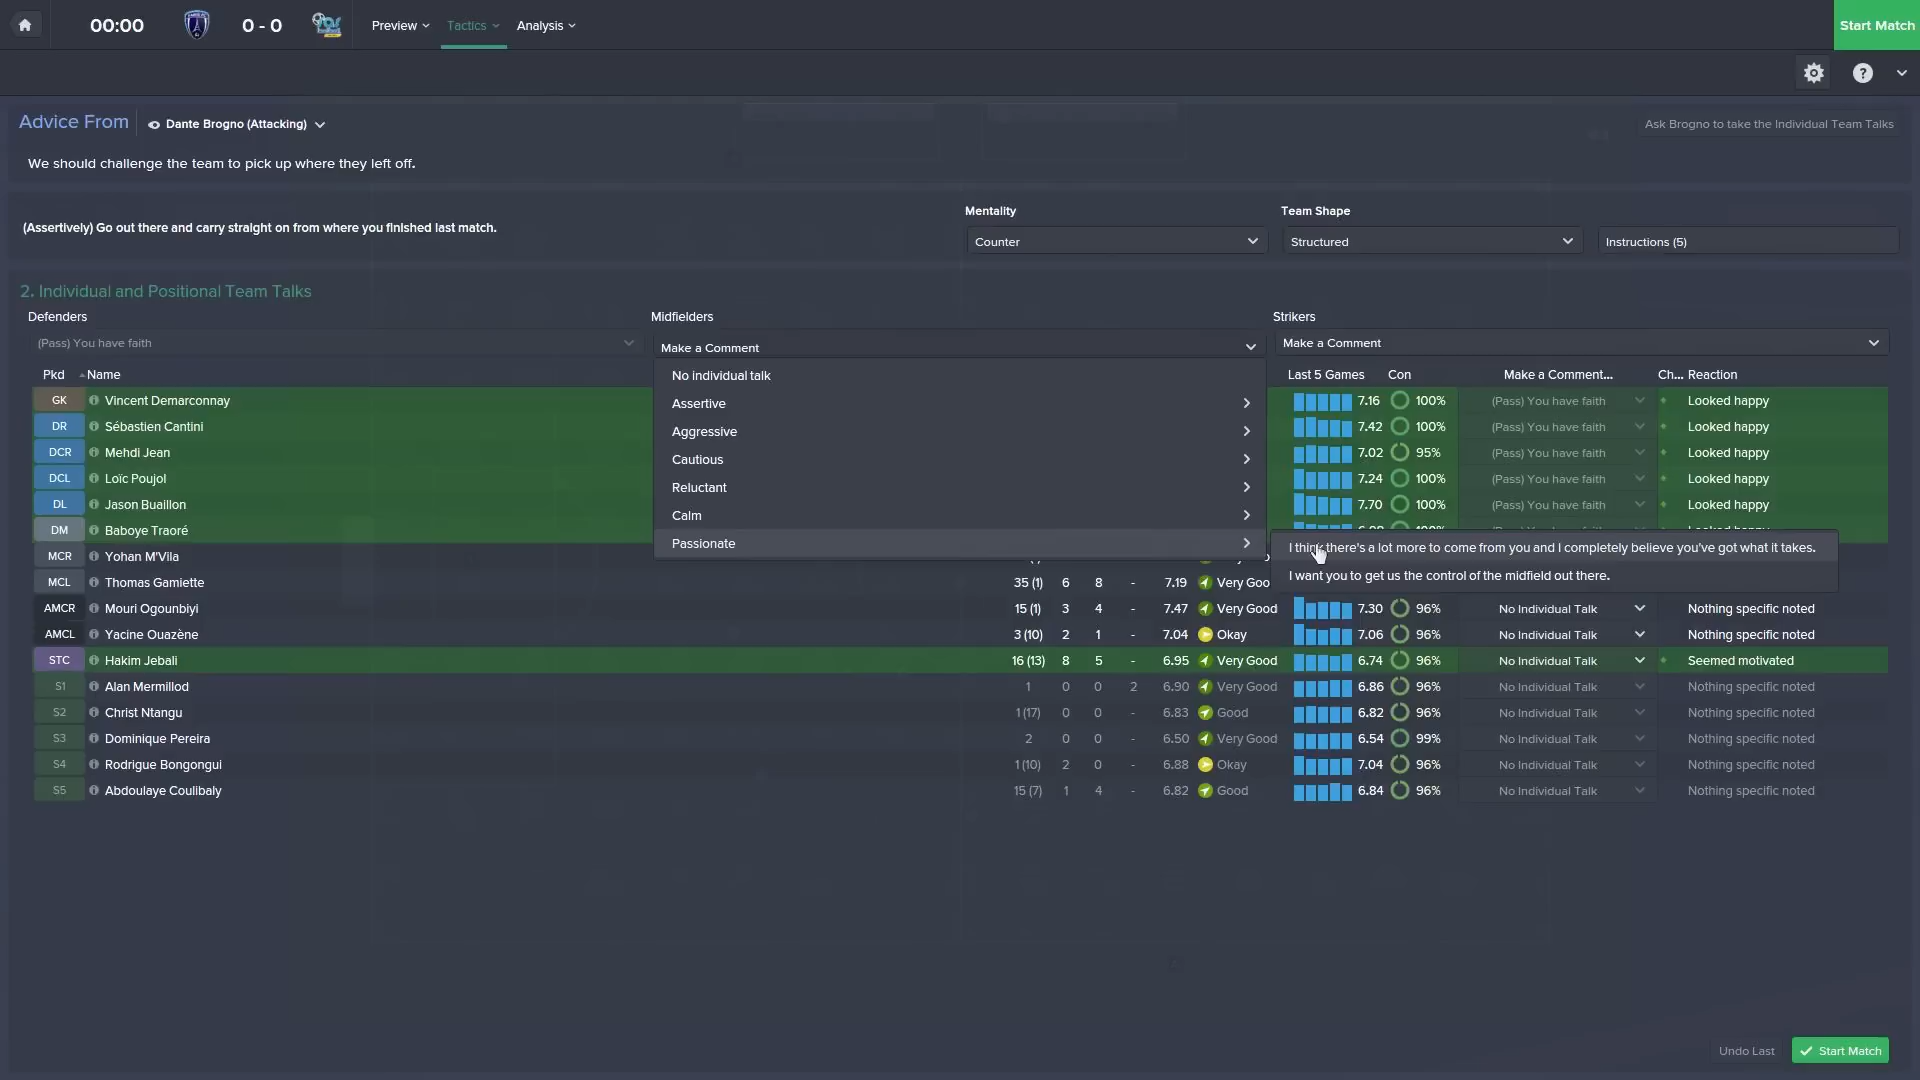 00:00 0 - 0 Preview Tactics Analysis Start Match
Advice From Dante Brogno (Attacking) Ask Brogno to take the Individual Team Talks
We should challenge the team to pick up where they left off.
Mentality Team Shape
(Assertively) Go out there and carry straight on from where you finished last match.
Counter Structured Instructions (5)
2. Individual and Positional Team Talks
Defenders Midfielders Strikers
(Pass) You have faith Make a Comment Make a Comment
Pkd Name Last 5 Games Con Make a Comment... Ch... Reaction
No individual talk
Assertive
Aggressive
Cautious
Reluctant
Calm
Passionate
I think there's a lot more to come from you and I completely believe you've got what it takes.
I want you to get us the control of the midfield out there.
GK Vincent Demarconnay 7.16 100% (Pass) You have faith Looked happy
DR Sébastien Cantini 7.42 100% (Pass) You have faith Looked happy
DCR Mehdi Jean 7.02 95% (Pass) You have faith Looked happy
DCL Loïc Poujol 7.24 100% (Pass) You have faith Looked happy
DL Jason Buaillon 7.70 100% (Pass) You have faith Looked happy
DM Baboye Traoré
MCR Yohan M'Vila
MCL Thomas Gamiette 35 (1) 6 8 - 7.19 Very Goo
AMCR Mouri Ogounbiyi 15 (1) 3 4 - 7.47 Very Good 7.30 96% No Individual Talk Nothing specific noted
AMCL Yacine Ouazène 3 (10) 2 1 - 7.04 Okay 7.06 96% No Individual Talk Nothing specific noted
STC Hakim Jebali 16 (13) 8 5 - 6.95 Very Good 6.74 96% No Individual Talk Seemed motivated
S1 Alan Mermillod 1 0 0 2 6.90 Very Good 6.86 96% No Individual Talk Nothing specific noted
S2 Christ Ntangu 1 (17) 0 0 - 6.83 Good 6.82 96% No Individual Talk Nothing specific noted
S3 Dominique Pereira 2 0 0 - 6.50 Very Good 6.54 99% No Individual Talk Nothing specific noted
S4 Rodrigue Bongongui 1 (10) 2 0 - 6.88 Okay 7.04 96% No Individual Talk Nothing specific noted
S5 Abdoulaye Coulibaly 15 (7) 1 4 - 6.82 Good 6.84 96% No Individual Talk Nothing specific noted
Undo Last Start Match